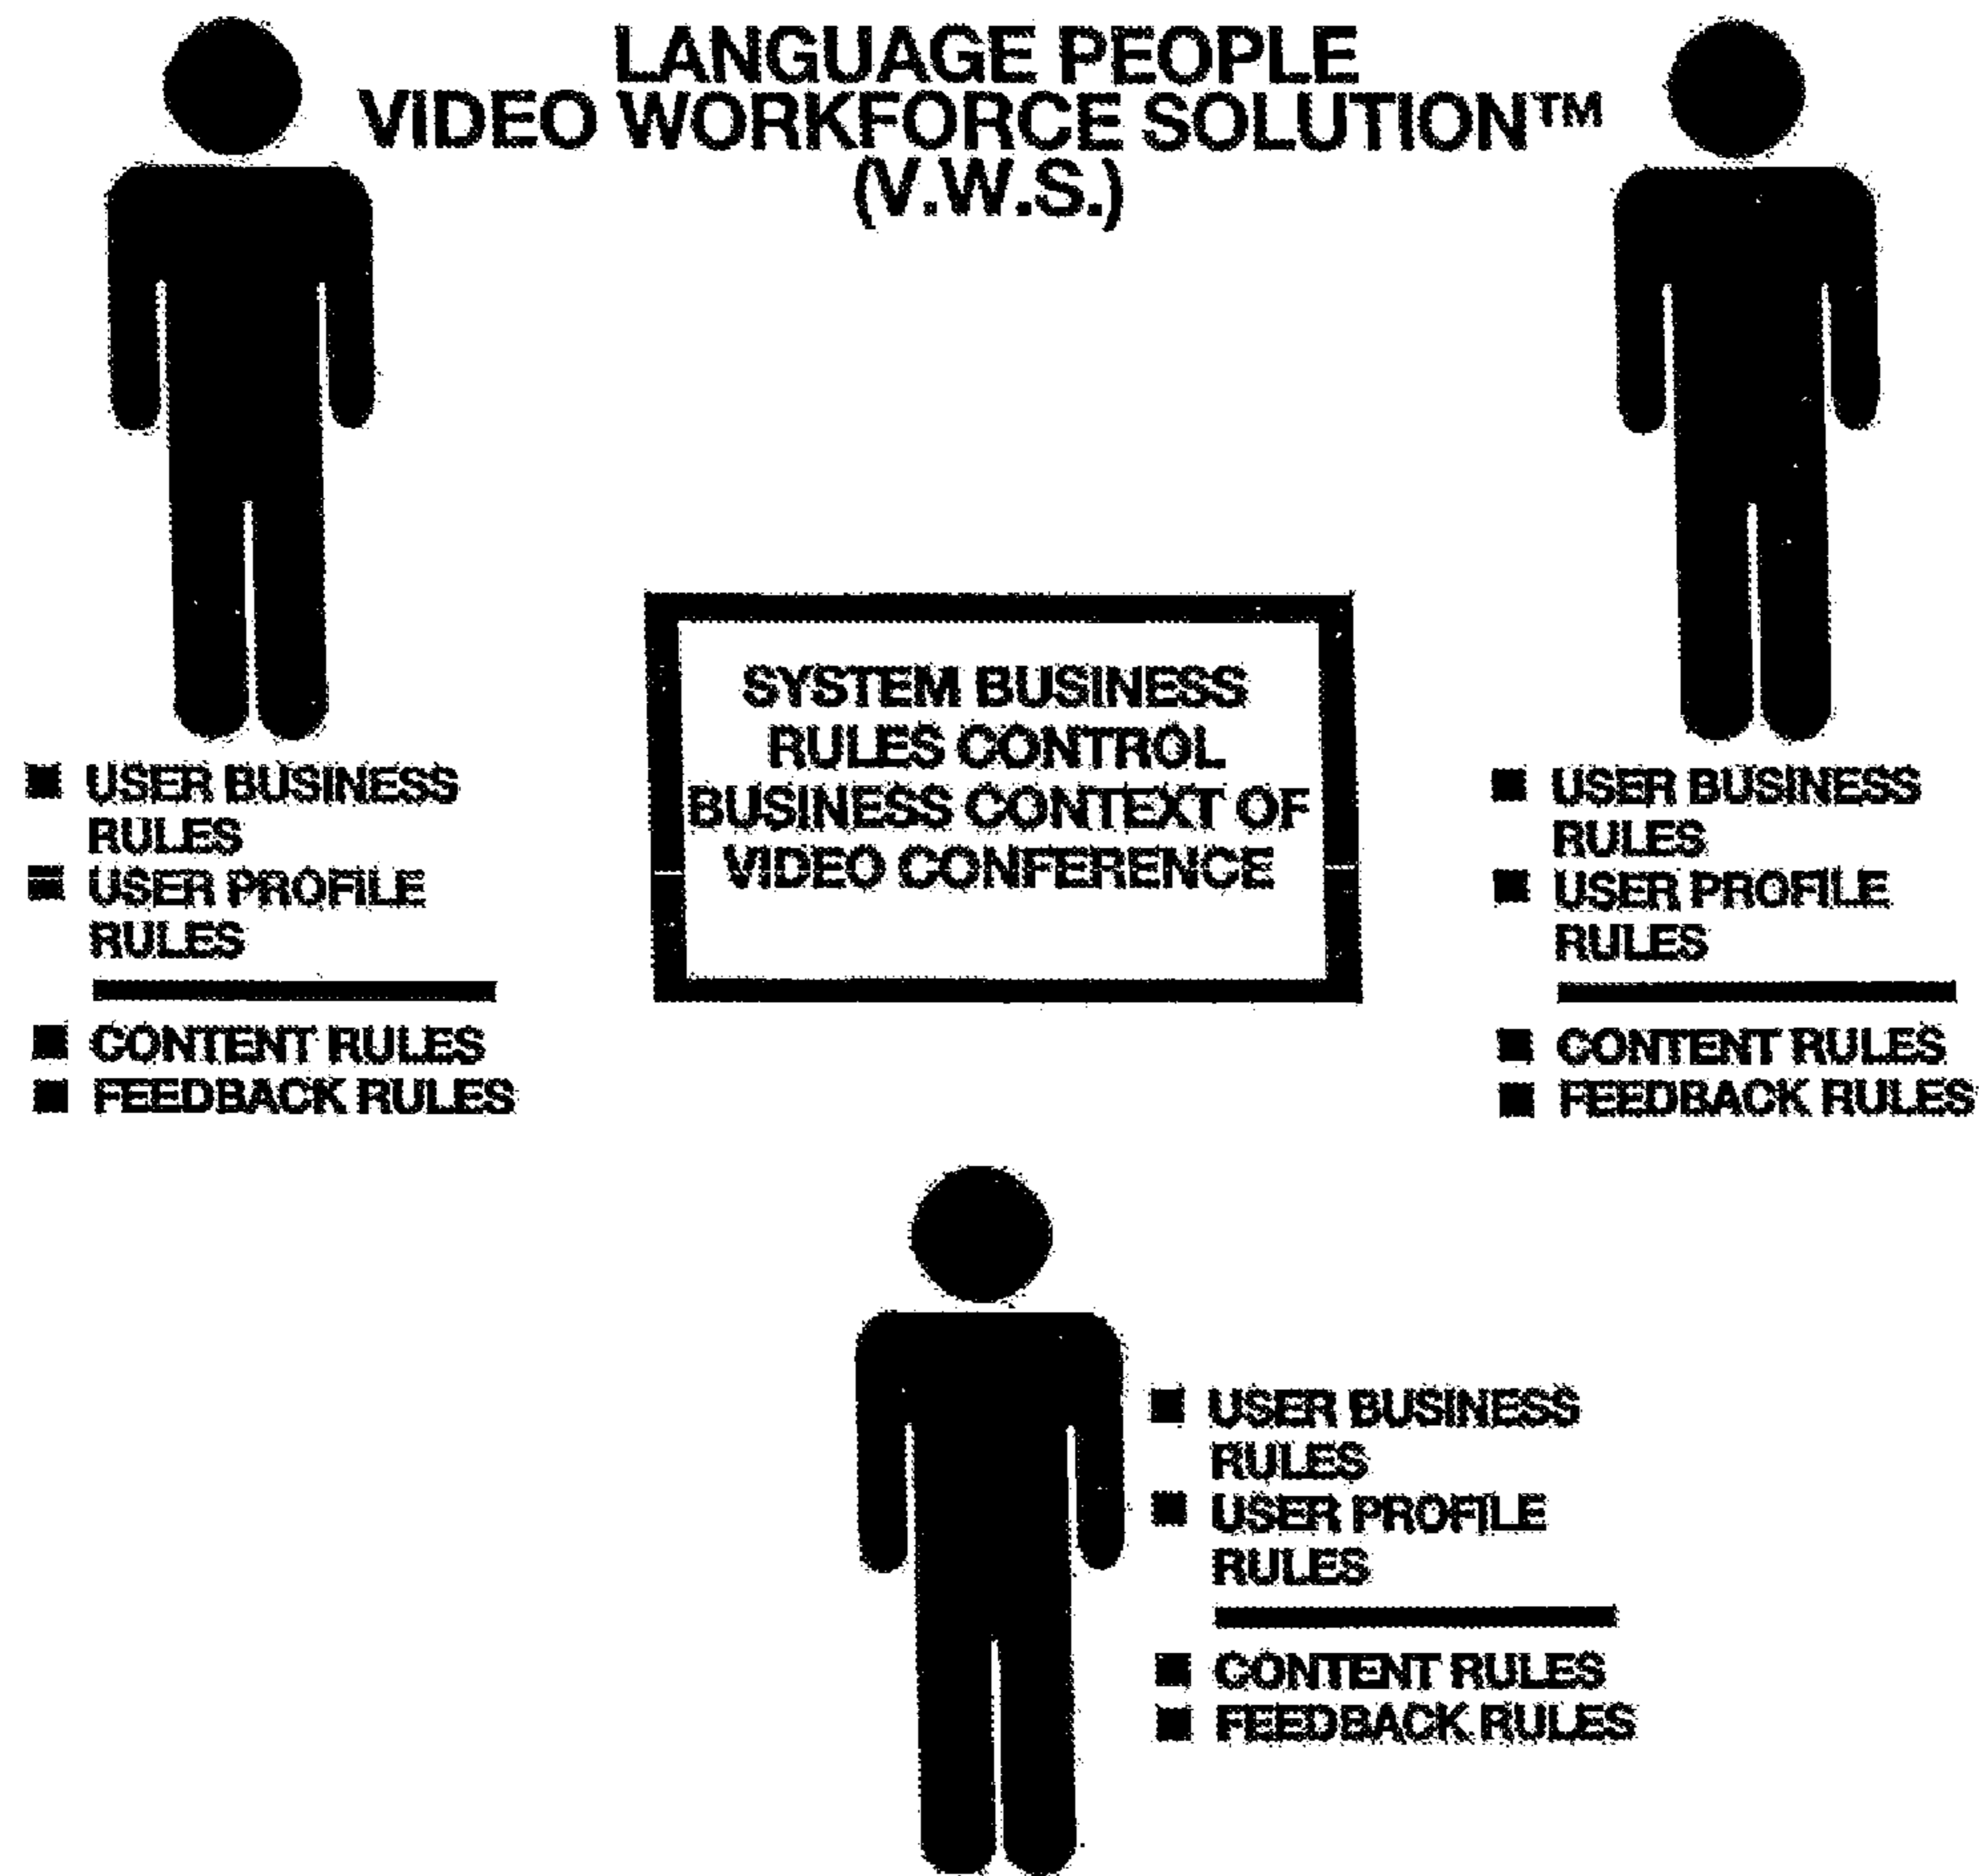 LANGUAGE PEOPLE
VIDEO WORKFORCE SOLUTION™
(V.W.S.)
SYSTEM BUSINESS
RULES CONTROL
BUSINESS CONTEXT OF
VIDEO CONFERENCE
■ USER BUSINESS
RULES
■ USER PROFILE
RULES
■ CONTENT RULES
■ FEEDBACK RULES
■ USER BUSINESS
RULES
■ USER PROFILE
RULES
■ CONTENT RULES
■ FEEDBACK RULES
■ USER BUSINESS
RULES
■ USER PROFILE
RULES
■ CONTENT RULES
■ FEEDBACK RULES